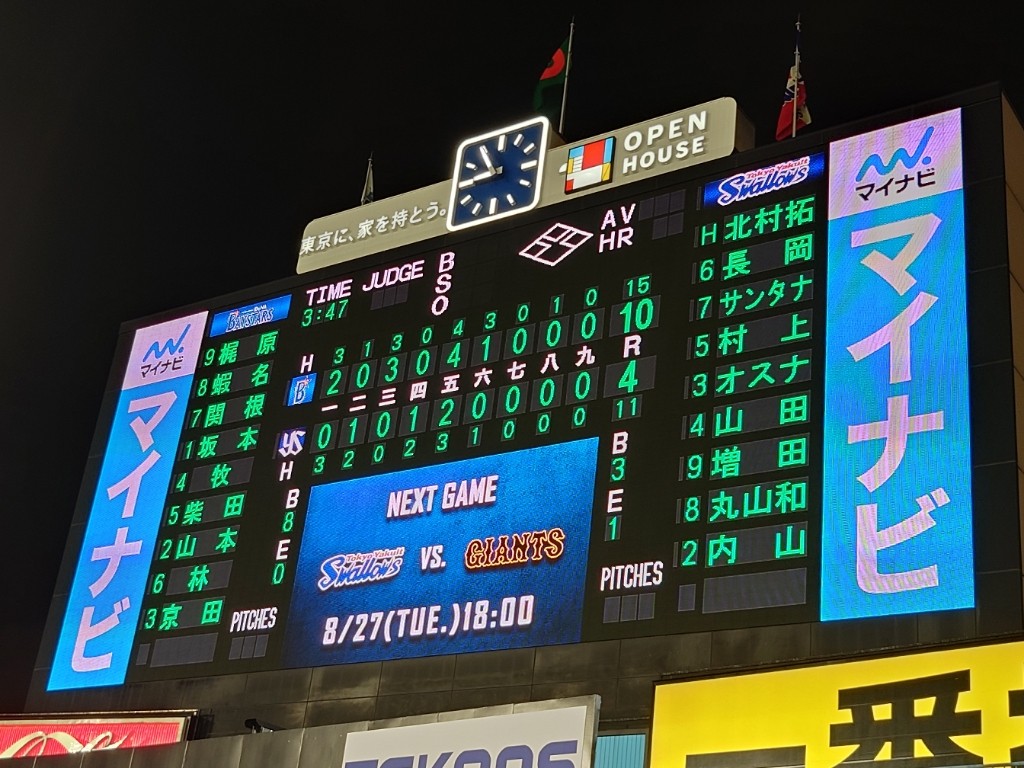 東京に、家を持とう。
OPEN
HOUSE
TIME JUDGE
3:47
B
S
O
AV
HR
マイナビ
マイナビ
BAYSTARS
9 梶原
8 蝦名
7 関根
1 坂本
4 牧
5 柴田
2 山本
6 林
3 京田
PITCHES
H 3 1 3 0 4 3 0 1 0 15
B 2 0 3 0 4 1 0 0 0 10
一 二 三 四 五 六 七 八 九 R
YS 0 1 0 1 2 0 0 0 0 4
H 3 2 0 2 3 1 0 0 0 11
B
8
E
0
B
3
E
1
PITCHES
NEXT GAME
Tokyo Yakult
Swallows
VS.
GIANTS
8/27(TUE.)18:00
Tokyo Yakult
Swallows
H 北村拓
6 長岡
7 サンタナ
5 村上
3 オスナ
4 山田
9 増田
8 丸山和
2 内山
マイナビ
マイナビ
一番